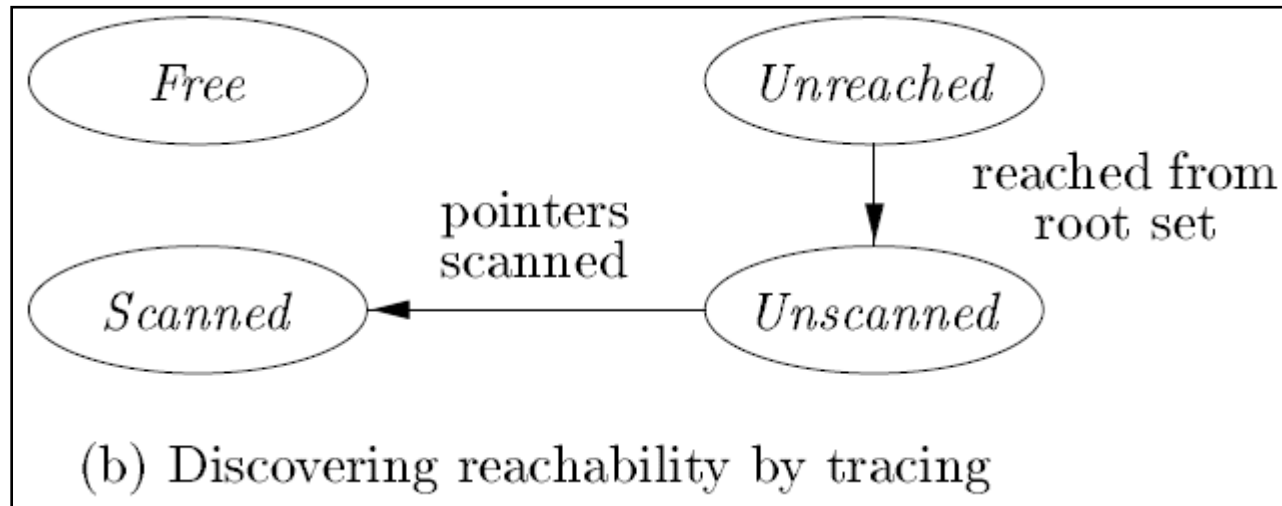 Free
Unreached
reached from
root set
pointers
scanned
Scanned
Unscanned
(b) Discovering reachability by tracing